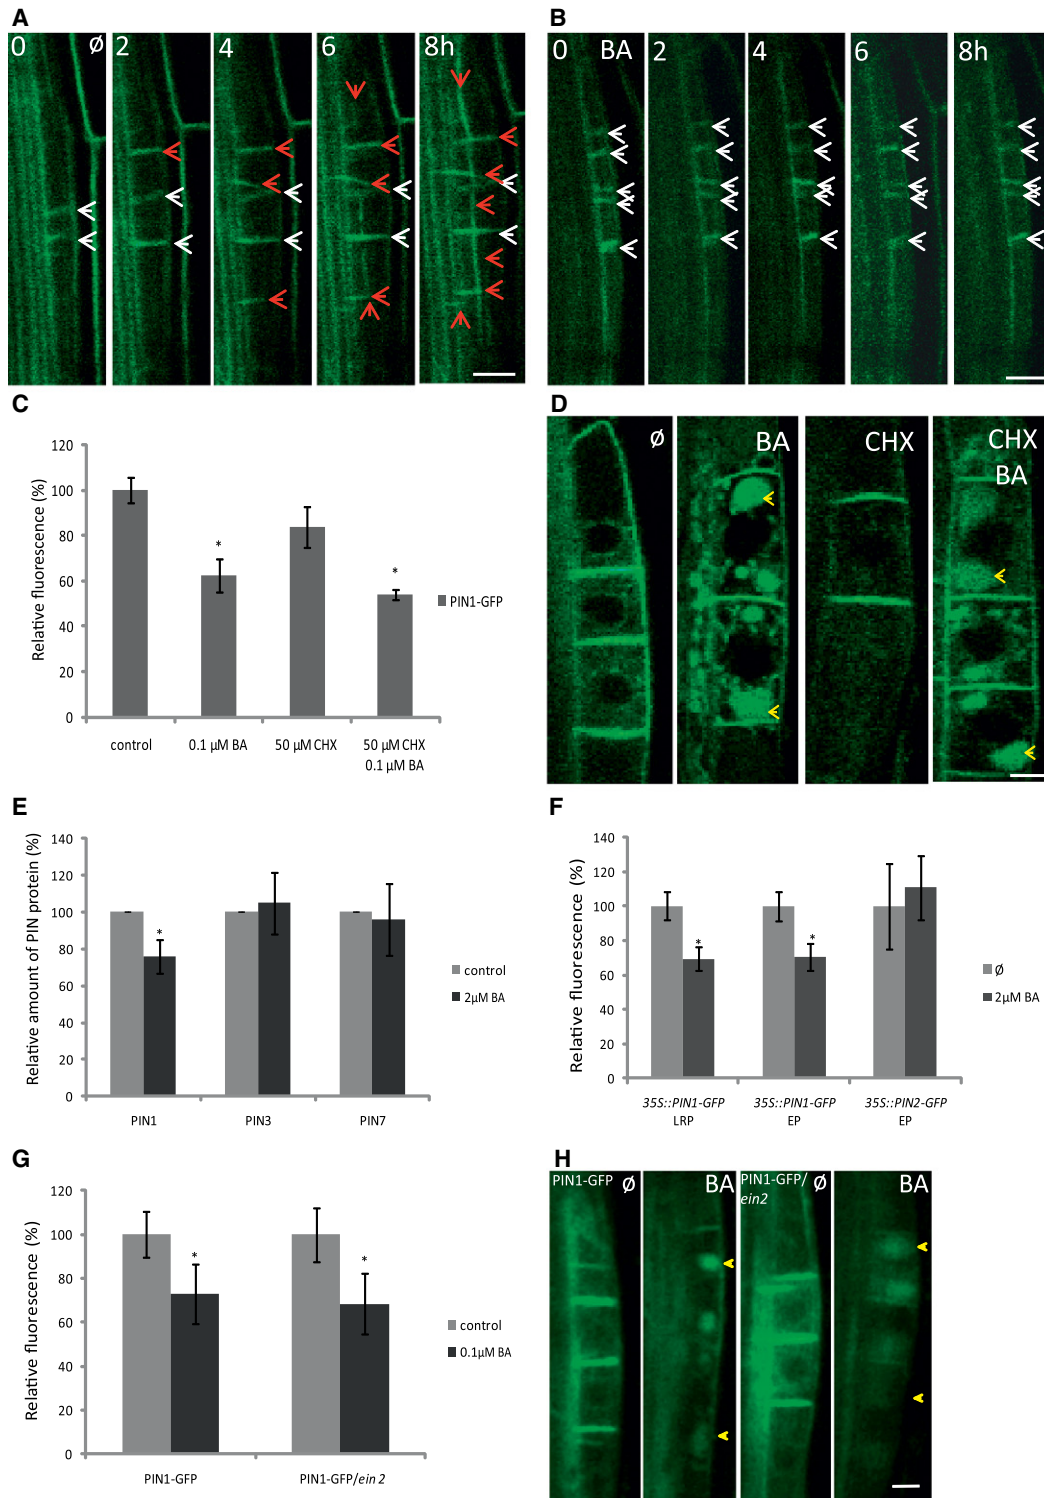 A
0 Ø 2 4 6 8h
B
0 BA 2 4 6 8h
C
Relative fluorescence (%)
120
100
80
60
40
20
0
* *
PIN1-GFP
control 0.1 µM BA 50 µM CHX 50 µM CHX
0.1 µM BA
D
Ø BA CHX CHX
BA
E
Relative amount of PIN protein (%)
140
120
100
80
60
40
20
0
*
control
2µM BA
PIN1 PIN3 PIN7
F
Relative fluorescence (%)
140
120
100
80
60
40
20
0
* *
Ø
2µM BA
35S::PIN1-GFP 35S::PIN1-GFP 35S::PIN2-GFP
LRP EP EP
G
Relative fluorescence (%)
120
100
80
60
40
20
0
* *
control
0.1µM BA
PIN1-GFP PIN1-GFP/ein 2
H
PIN1-GFP Ø BA PIN1-GFP/ Ø BA
ein2